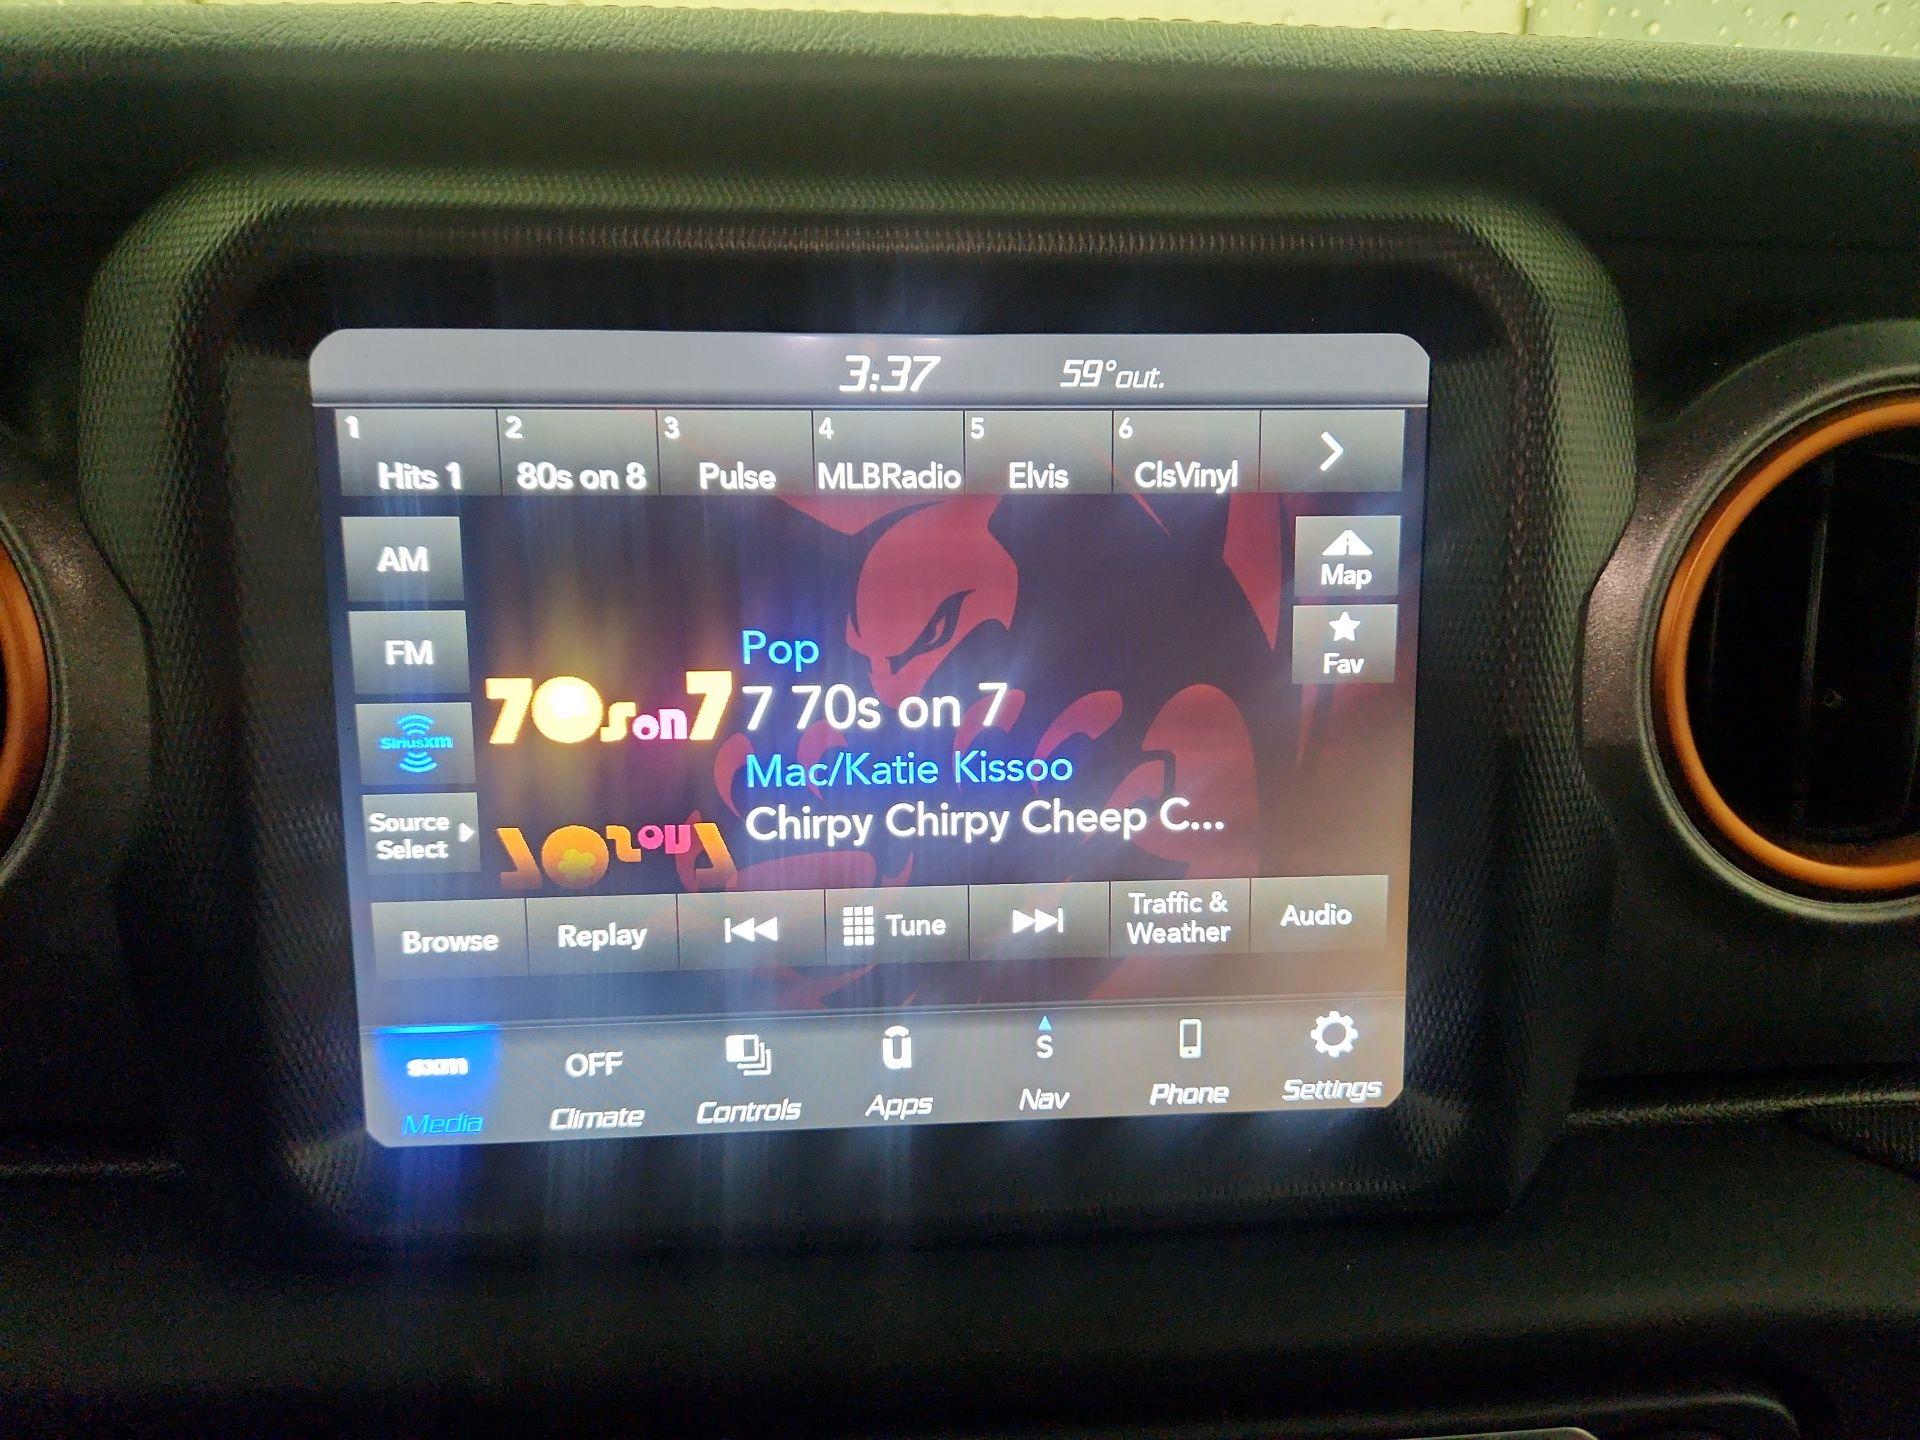 3:37 59°out.
1 2 3 4 5 6
Hits 1 80s on 8 Pulse MLBRadio Elvis ClsVinyl
AM
Map
FM
Fav
SiriusXM
Source
Select
70s on 7
Pop
7 70s on 7
Mac/Katie Kissoo
Chirpy Chirpy Cheep C...
Browse Replay Tune Traffic & Audio
Weather
sxm OFF u S
Media Climate Controls Apps Nav Phone Settings